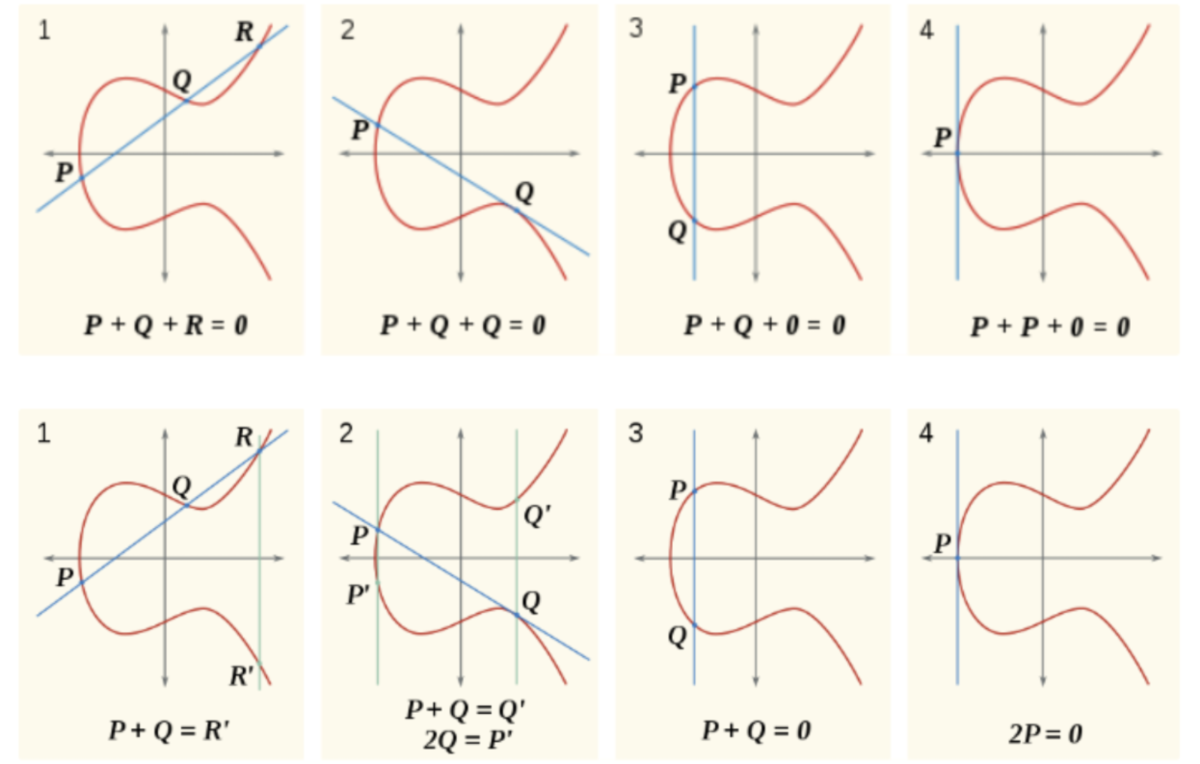 1
R
Q
P
P + Q + R = 0
2
P
Q
P + Q + Q = 0
3
P
Q
P + Q + 0 = 0
4
P
P + P + 0 = 0
1
R
Q
P
R'
P + Q = R'
2
Q'
P
P'
Q
P + Q = Q'
2Q = P'
3
P
Q
P + Q = 0
4
P
2P = 0